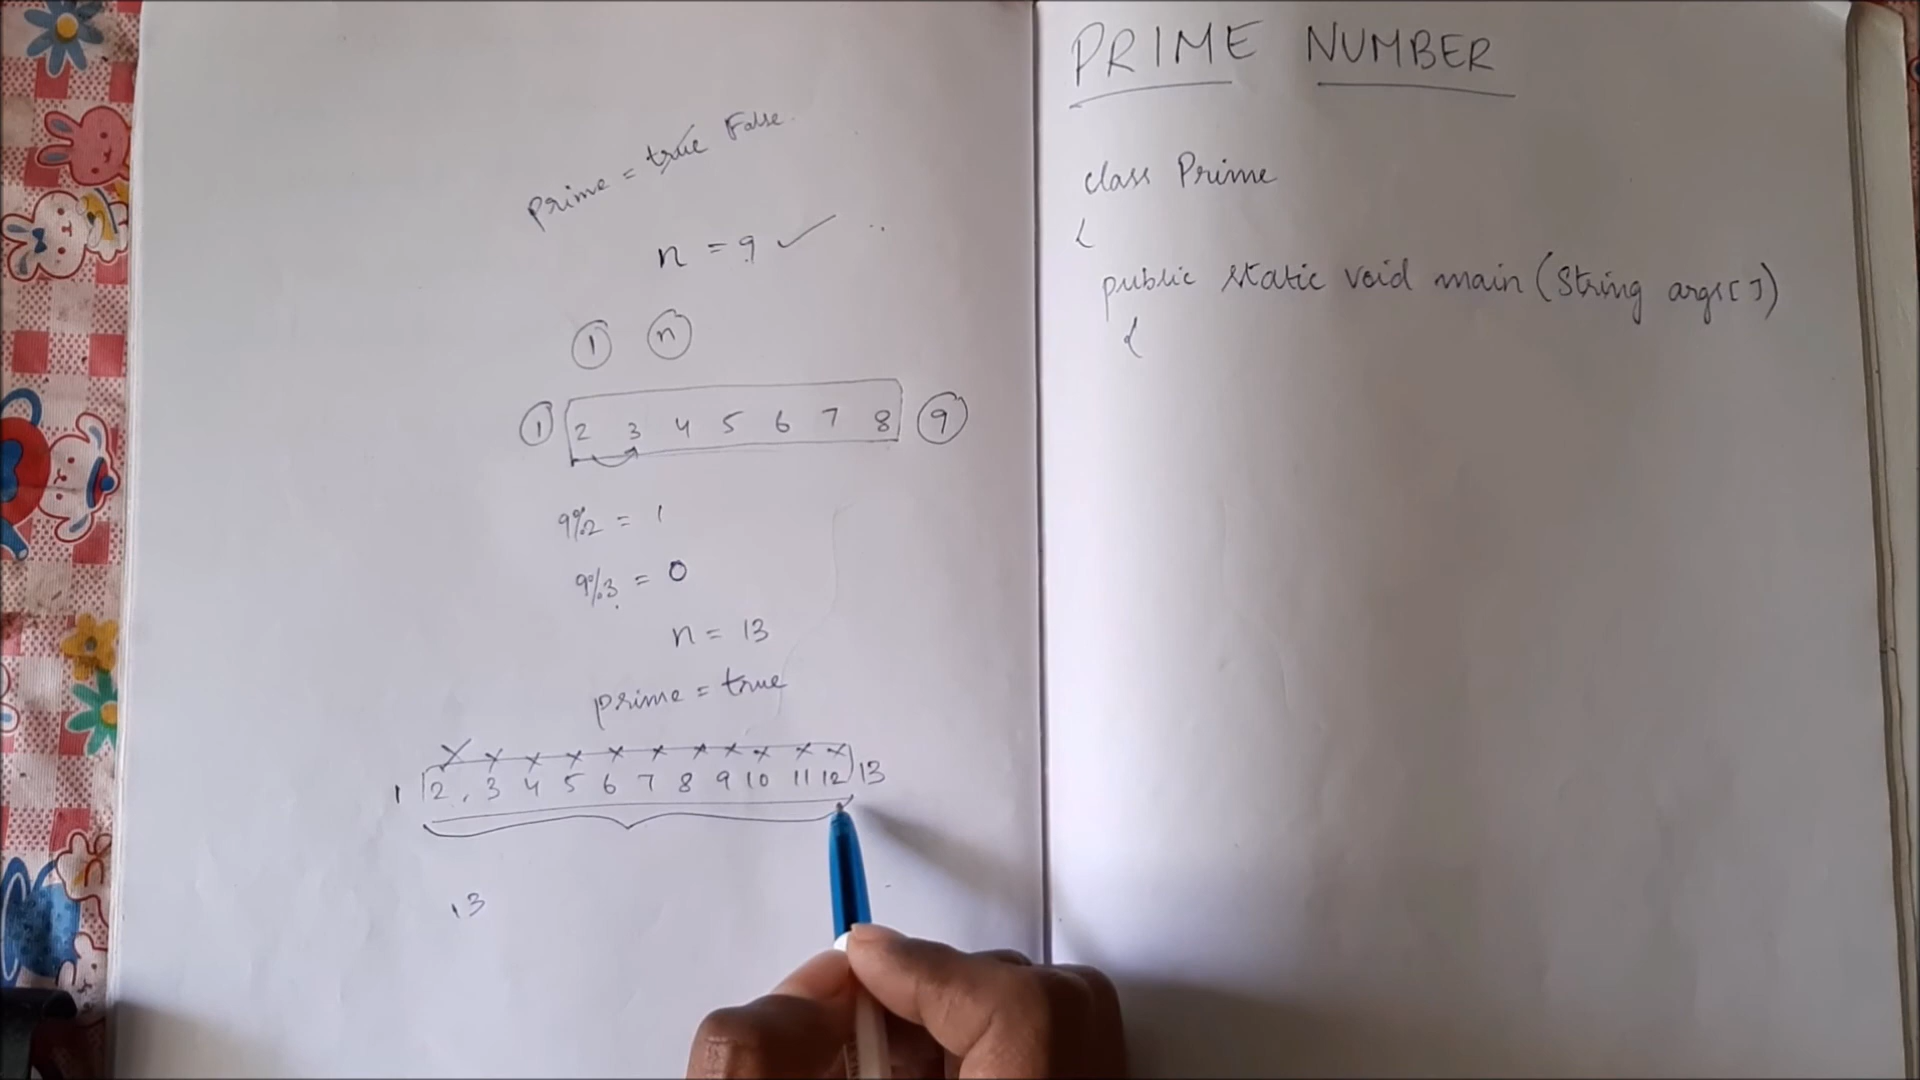 prime = true False
n = 9
1 n
1 2 3 4 5 6 7 8 9
9%2 = 1
9%3 = 0
n = 13
prime = true
1 2, 3 4 5 6 7 8 9 10 11 12 13
13
PRIME NUMBER
class Prime
{
public static void main (String args[])
{